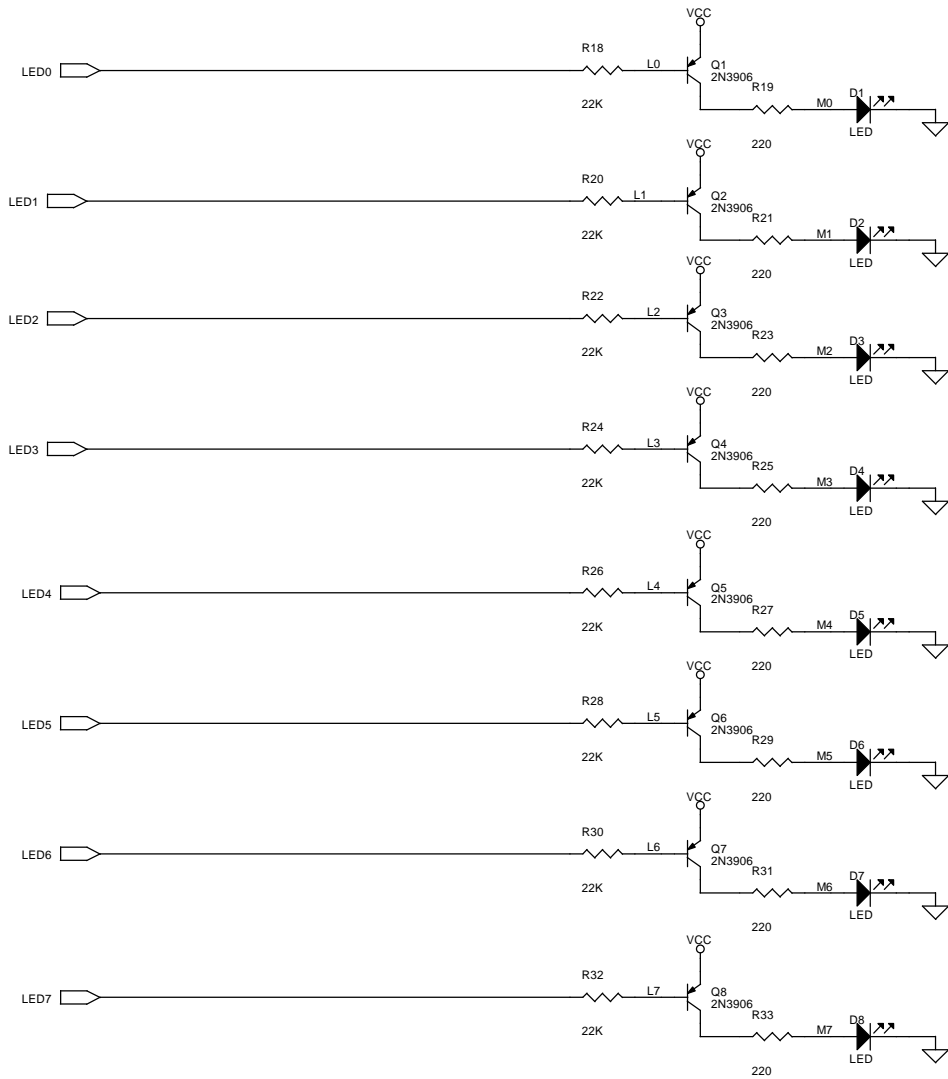 VCC
R18
L0
Q1
LED0
2N3906
R19
D1
M0
22K
LED
220
VCC
R20
L1
Q2
LED1
2N3906
R21
D2
M1
22K
LED
220
VCC
R22
L2
Q3
LED2
2N3906
R23
D3
M2
22K
LED
220
VCC
R24
L3
Q4
LED3
2N3906
R25
D4
M3
22K
LED
220
VCC
R26
L4
Q5
LED4
2N3906
R27
D5
M4
22K
LED
220
VCC
R28
L5
Q6
LED5
2N3906
R29
D6
M5
22K
LED
220
VCC
R30
L6
Q7
LED6
2N3906
R31
D7
M6
22K
LED
220
VCC
R32
L7
Q8
LED7
2N3906
R33
D8
M7
22K
LED
220